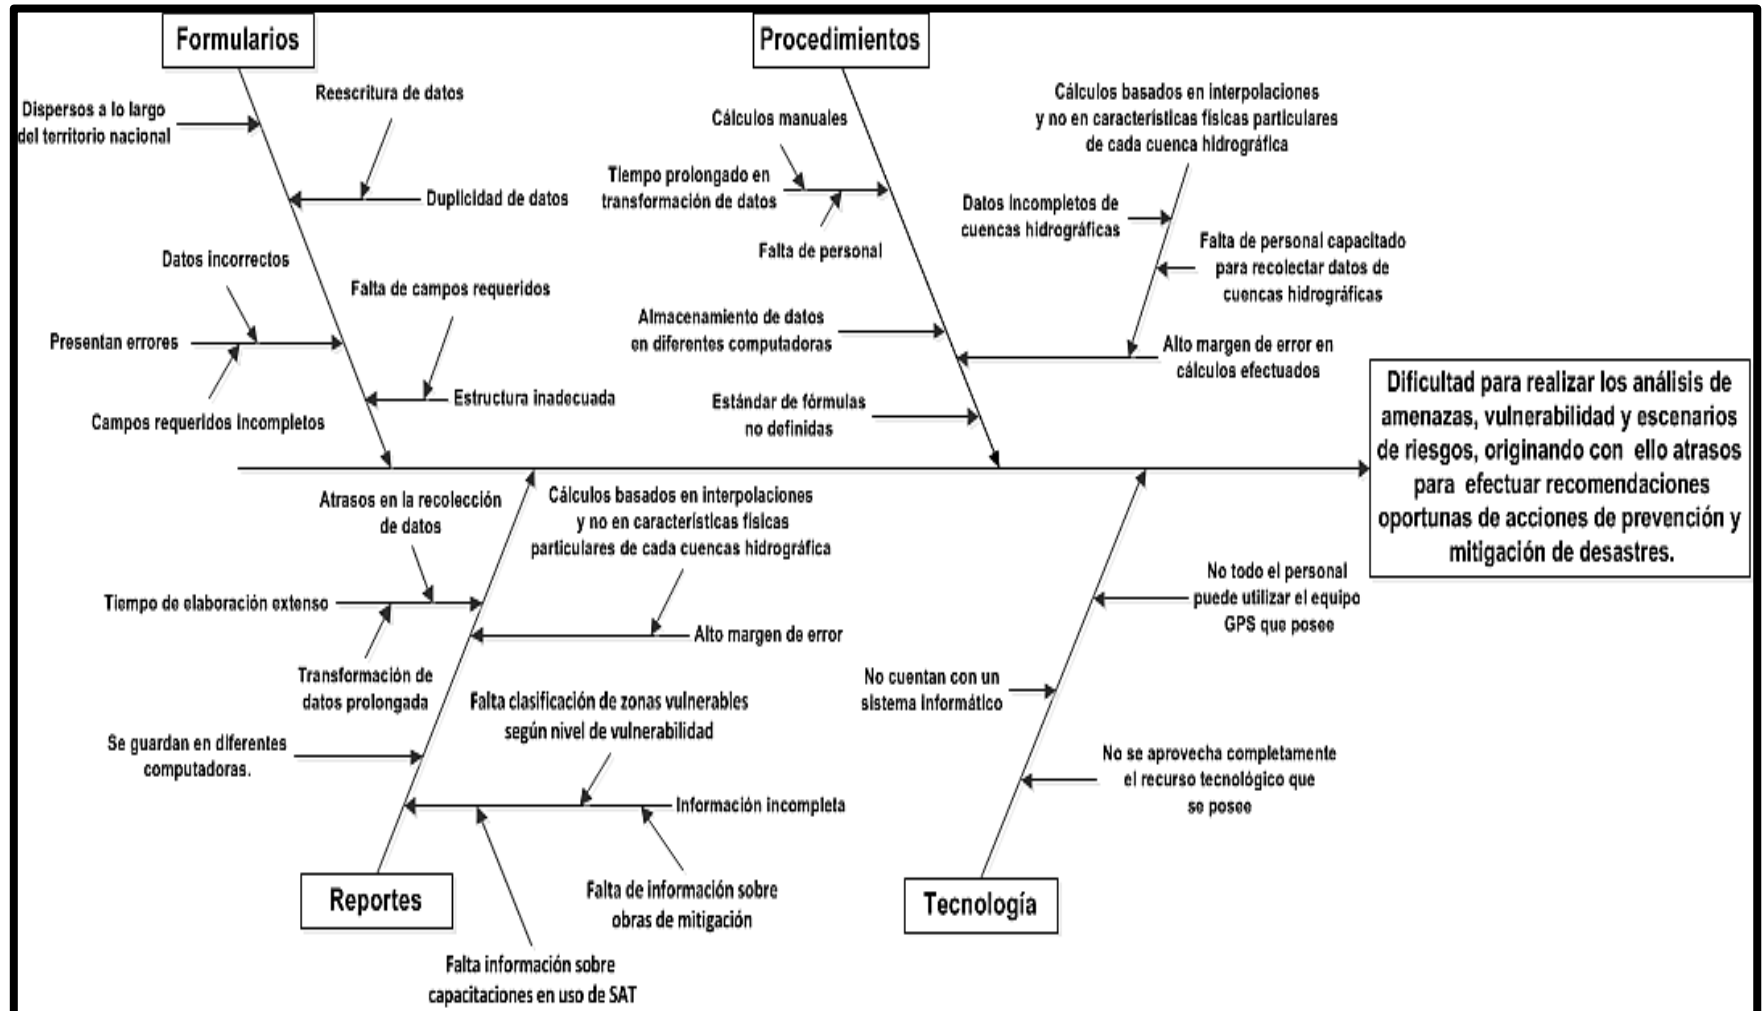 Formularios
Procedimientos
Dispersos a lo largo
del territorio nacional
Reescritura de datos
Duplicidad de datos
Datos incorrectos
Falta de campos requeridos
Presentan errores
Campos requeridos Incompletos
Estructura inadecuada
Cálculos manuales
Tiempo prolongado en
transformación de datos
Falta de personal
Cálculos basados en interpolaciones
y no en características físicas particulares
de cada cuenca hidrográfica
Datos Incompletos de
cuencas hidrográficas
Falta de personal capacitado
para recolectar datos de
cuencas hidrográficas
Almacenamiento de datos
en diferentes computadoras
Alto margen de error en
cálculos efectuados
Estándar de fórmulas
no definidas
Dificultad para realizar los análisis de
amenazas, vulnerabilidad y escenarios
de riesgos, originando con ello atrasos
para efectuar recomendaciones
oportunas de acciones de prevención y
mitigación de desastres.
Atrasos en la recolección
de datos
Cálculos basados en interpolaciones
y no en características físicas
particulares de cada cuencas hidrográfica
Tiempo de elaboración extenso
Alto margen de error
Transformación de
datos prolongada
Falta clasificación de zonas vulnerables
según nivel de vulnerabilidad
Se guardan en diferentes
computadoras.
Información incompleta
Falta de información sobre
obras de mitigación
Falta información sobre
capacitaciones en uso de SAT
No todo el personal
puede utilizar el equipo
GPS que posee
No cuentan con un
sistema Informático
No se aprovecha completamente
el recurso tecnológico que
se posee
Reportes
Tecnología